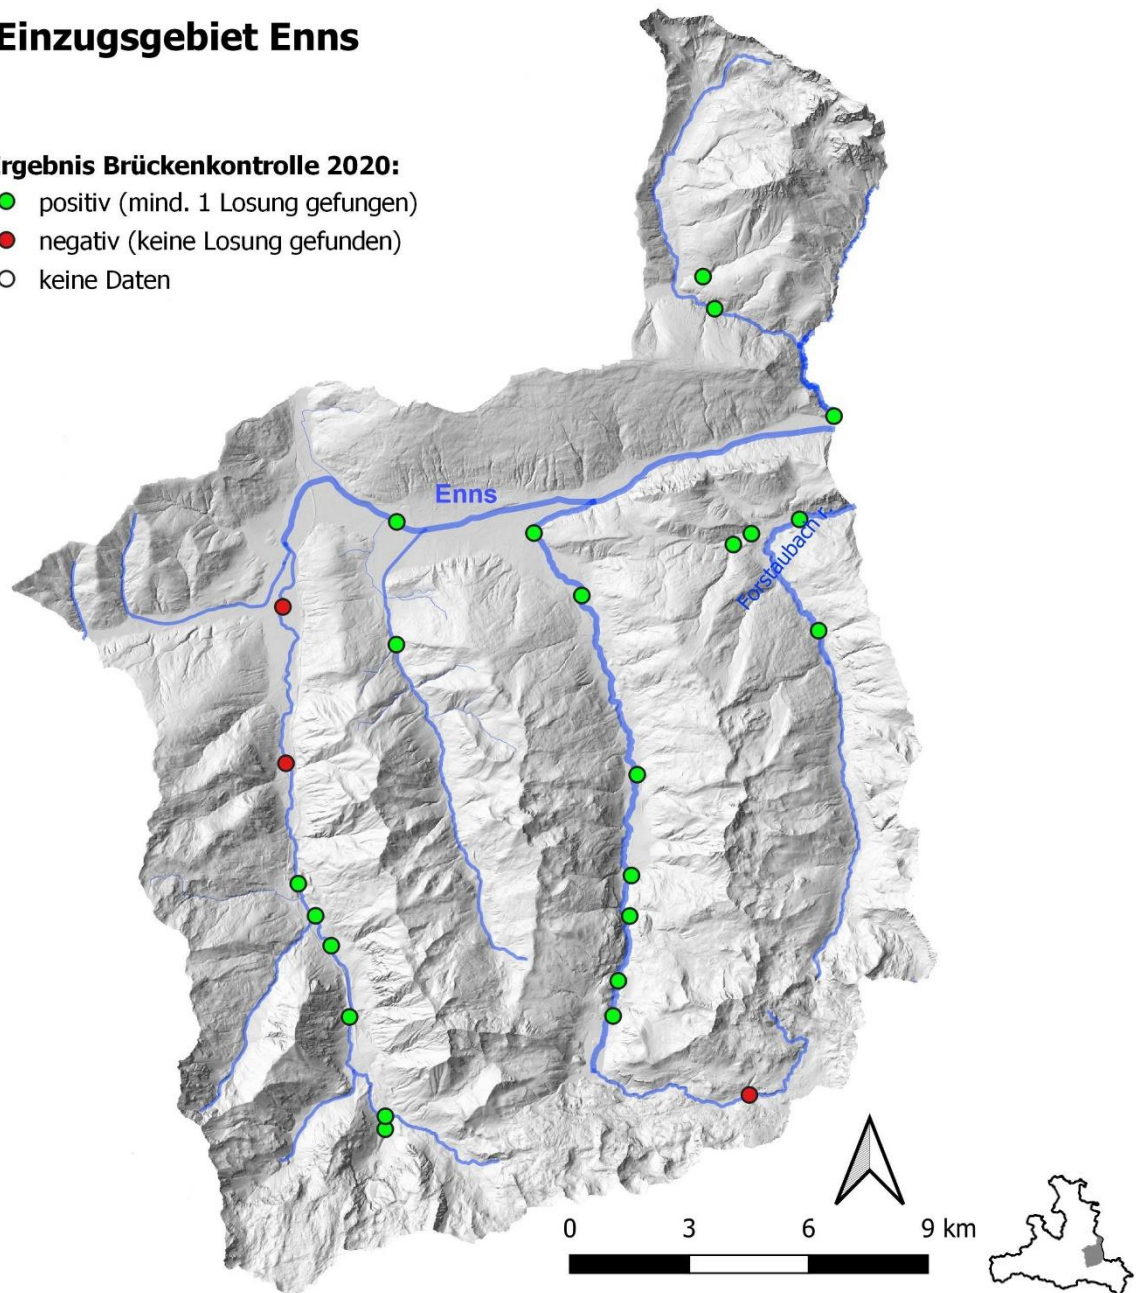 Einzugsgebiet Enns
rgebnis Brückenkontrolle 2020:
positiv (mind. 1 Losung gefungen)
negativ (keine Losung gefunden)
keine Daten
Enns
Forstaubach r.
0 3 6 9 km